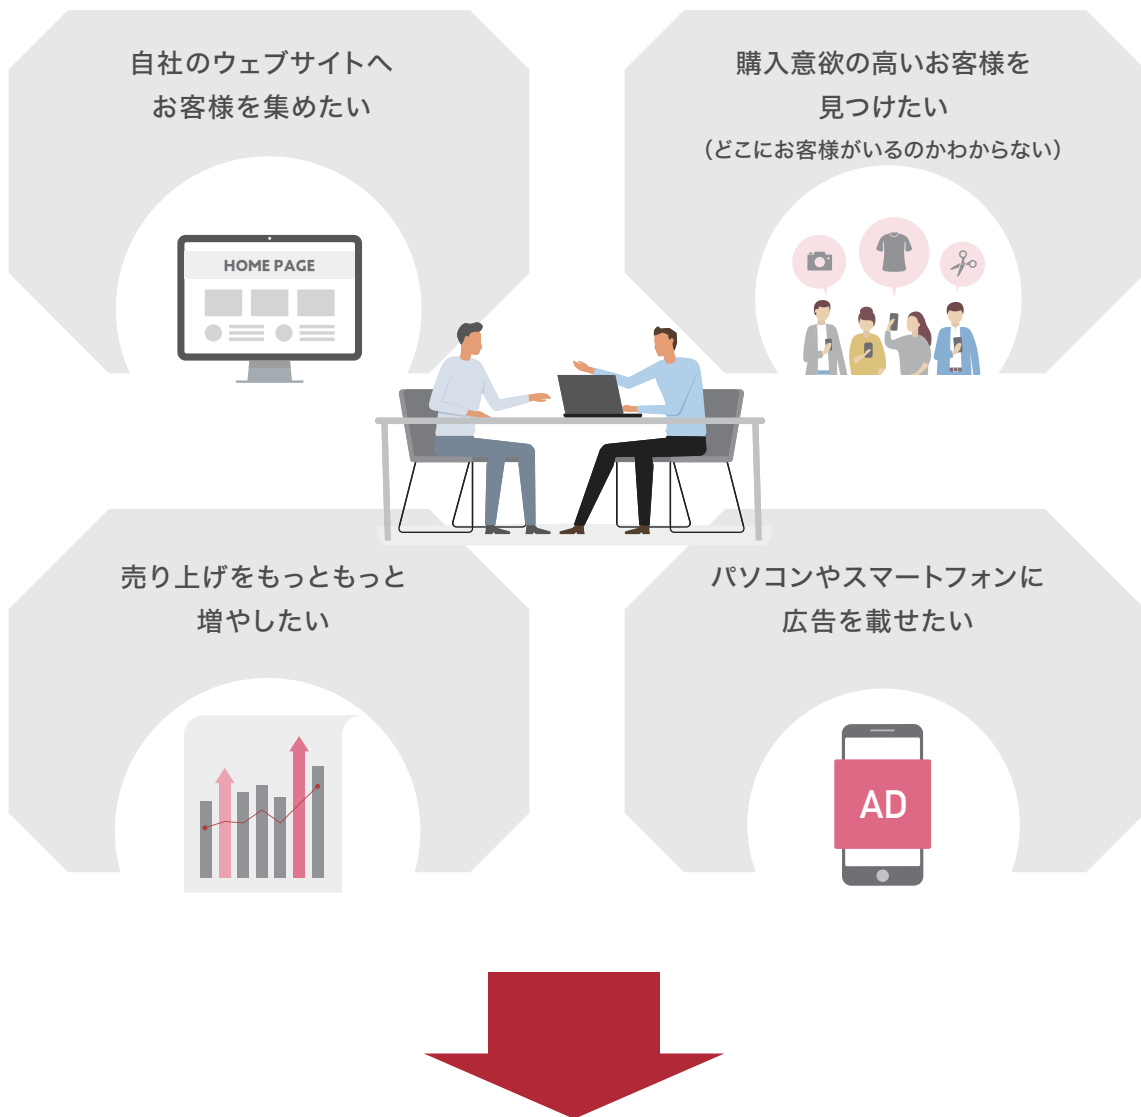 自社のウェブサイトへ
お客様を集めたい
HOME PAGE
購入意欲の高いお客様を
見つけたい
（どこにお客様がいるのかわからない）
売り上げをもっともっと
増やしたい
パソコンやスマートフォンに
広告を載せたい
AD